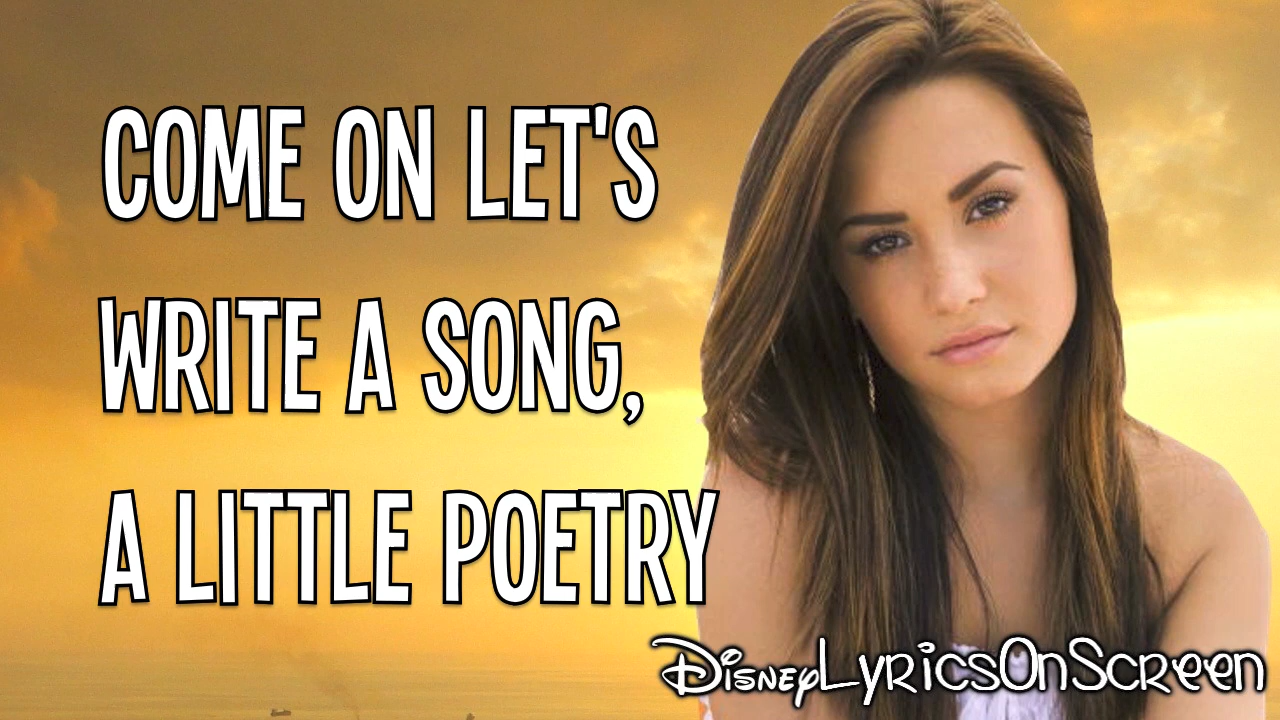 COME ON LET'S
WRITE A SONG,
A LITTLE POETRY
DisneyLyricsOnScreen